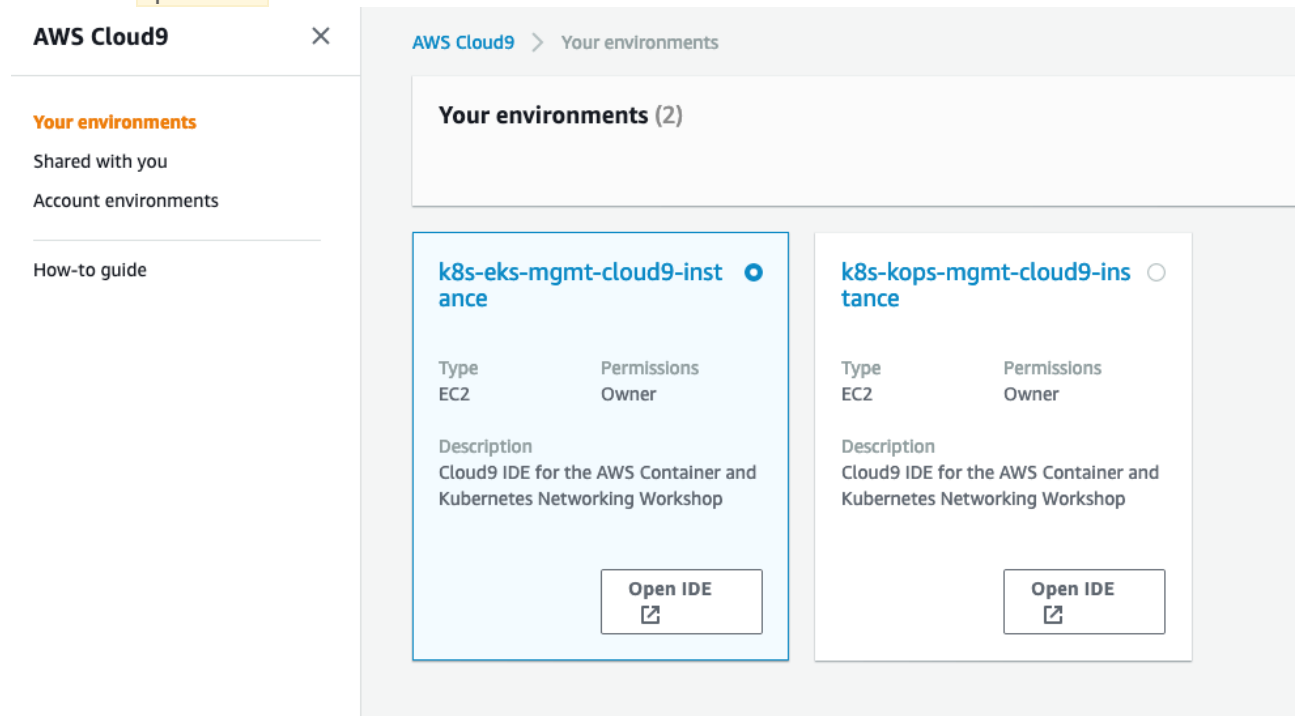 AWS Cloud9
Your environments
Shared with you
Account environments
How-to guide
AWS Cloud9 > Your environments
Your environments (2)
k8s-eks-mgmt-cloud9-inst
ance
Type
EC2
Permissions
Owner
Description
Cloud9 IDE for the AWS Container and
Kubernetes Networking Workshop
Open IDE
k8s-kops-mgmt-cloud9-ins
tance
Type
EC2
Permissions
Owner
Description
Cloud9 IDE for the AWS Container and
Kubernetes Networking Workshop
Open IDE